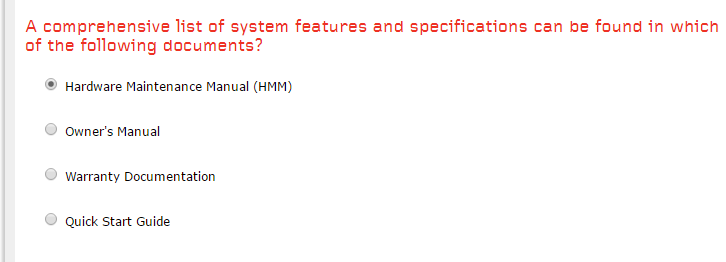 A comprehensive list of system features and specifications can be found in which
of the following documents?
Hardware Maintenance Manual (HMM)
Owner's Manual
Warranty Documentation
Quick Start Guide